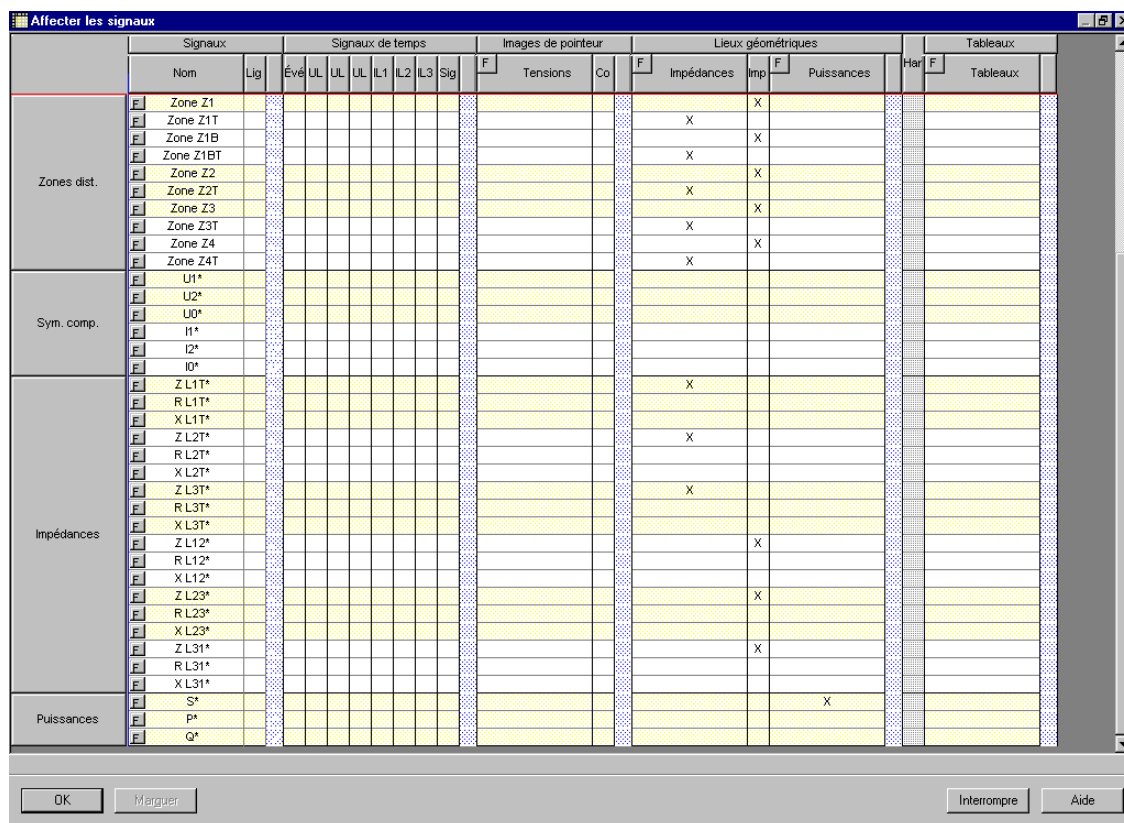 Affecter les signaux
Signaux Signaux de temps Images de pointeur Lieux géométriques Tableaux
Nom Lig Évé UL UL UL IL1 IL2 IL3 Sig F Tensions Co F Impédances Imp F Puissances Har F Tableaux
Zones dist.
F Zone Z1 X
F Zone Z1T X
F Zone Z1B X
F Zone Z1BT X
F Zone Z2 X
F Zone Z2T X
F Zone Z3 X
F Zone Z3T X
F Zone Z4 X
F Zone Z4T X
Sym. comp.
F U1*
F U2*
F U0*
F I1*
F I2*
F I0*
Impédances
F Z L1T* X
F R L1T*
F X L1T*
F Z L2T* X
F R L2T*
F X L2T*
F Z L3T* X
F R L3T*
F X L3T*
F Z L12* X
F R L12*
F X L12*
F Z L23* X
F R L23*
F X L23*
F Z L31* X
F R L31*
F X L31*
Puissances
F S* X
F P*
F Q*
OK Marguer Interrompre Aide